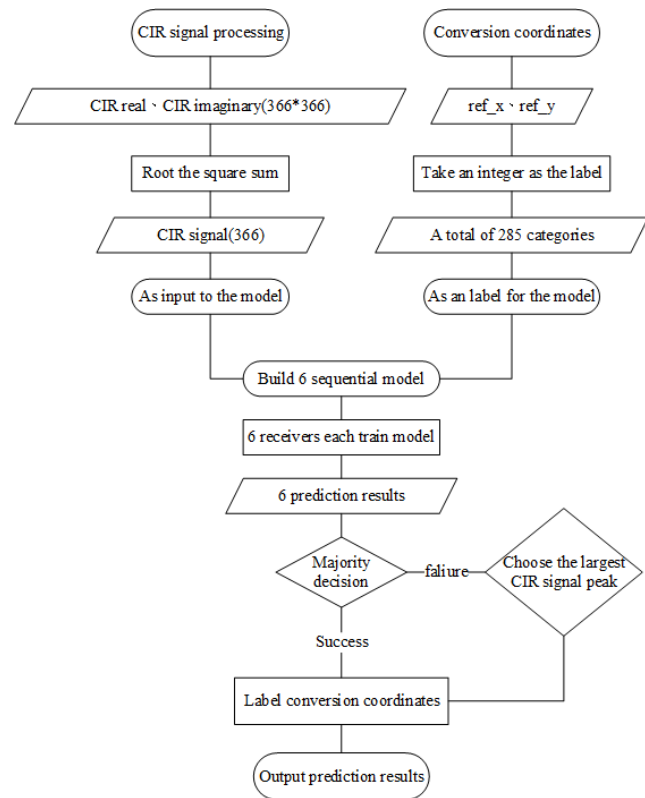 CIR signal processing
CIR real、CIR imaginary(366*366)
Root the square sum
CIR signal(366)
As input to the model
Conversion coordinates
ref_x、ref_y
Take an integer as the label
A total of 285 categories
As an label for the model
Build 6 sequential model
6 receivers each train model
6 prediction results
Majority
decision
faliure
Choose the largest
CIR signal peak
Success
Label conversion coordinates
Output prediction results